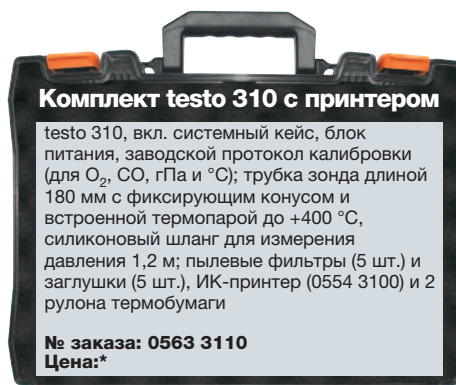 Комплект testo 310 с принтером
testo 310, вкл. системный кейс, блок
питания, заводской протокол калибровки
(для O₂, CO, гПа и °C); трубка зонда длиной
180 мм с фиксирующим конусом и
встроенной термопарой до +400 °C,
силиконовый шланг для измерения
давления 1,2 м; пылевые фильтры (5 шт.) и
заглушки (5 шт.), ИК-принтер (0554 3100) и 2
рулона термобумаги
№ заказа: 0563 3110
Цена:*